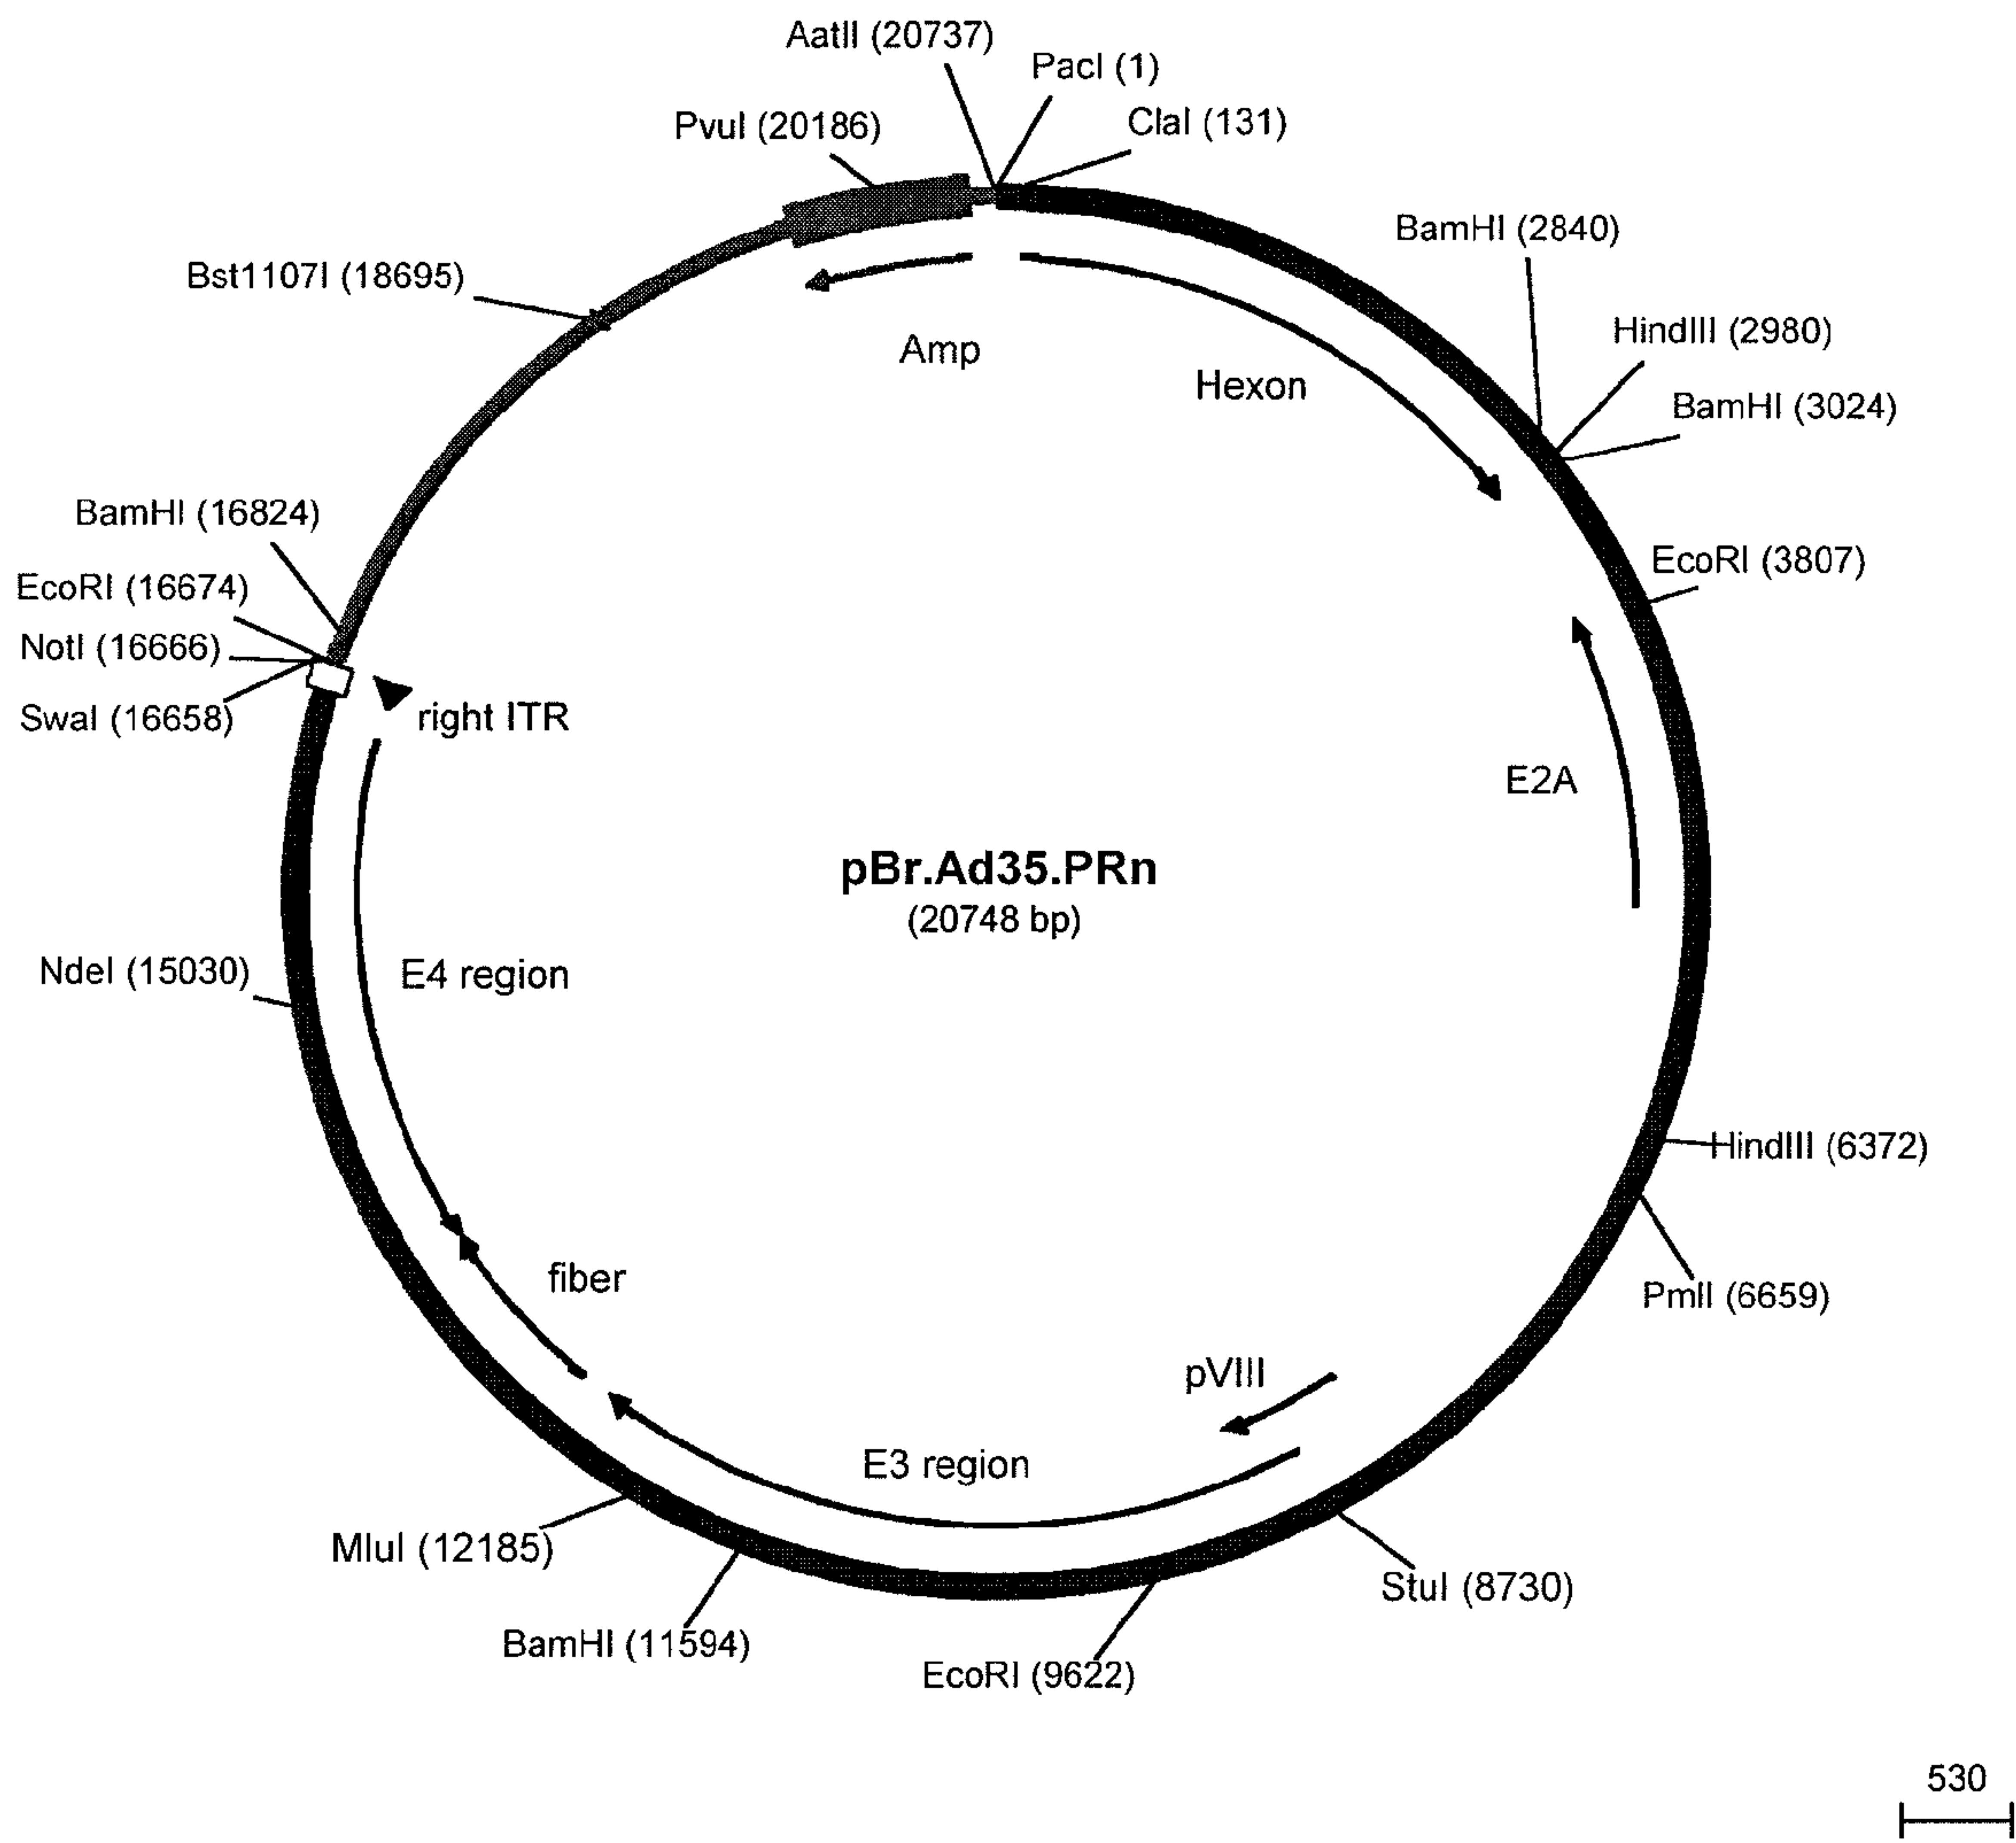 AatII (20737)
PacI (1)
PvuI (20186)
ClaI (131)
BamHI (2840)
Bst1107I (18695)
HindIII (2980)
Amp
Hexon
BamHI (3024)
BamHI (16824)
EcoRI (3807)
EcoRI (16674)
NotI (16666)
SwaI (16658)
right ITR
E2A
pBr.Ad35.PRn
(20748 bp)
NdeI (15030)
E4 region
HindIII (6372)
fiber
PmlI (6659)
pVIII
E3 region
MluI (12185)
StuI (8730)
BamHI (11594)
EcoRI (9622)
530